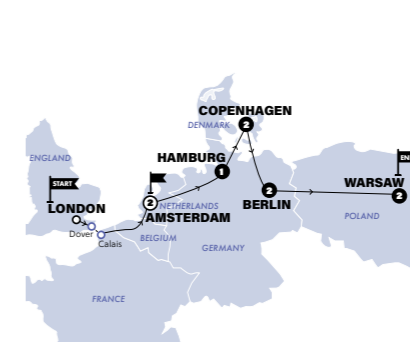 COPENHAGEN
2
DENMARK
HAMBURG
1
ENGLAND
START
LONDON
Dover
Calais
2
NETHERLANDS
AMSTERDAM
BELGIUM
2
BERLIN
WARSAW
2
POLAND
GERMANY
FRANCE